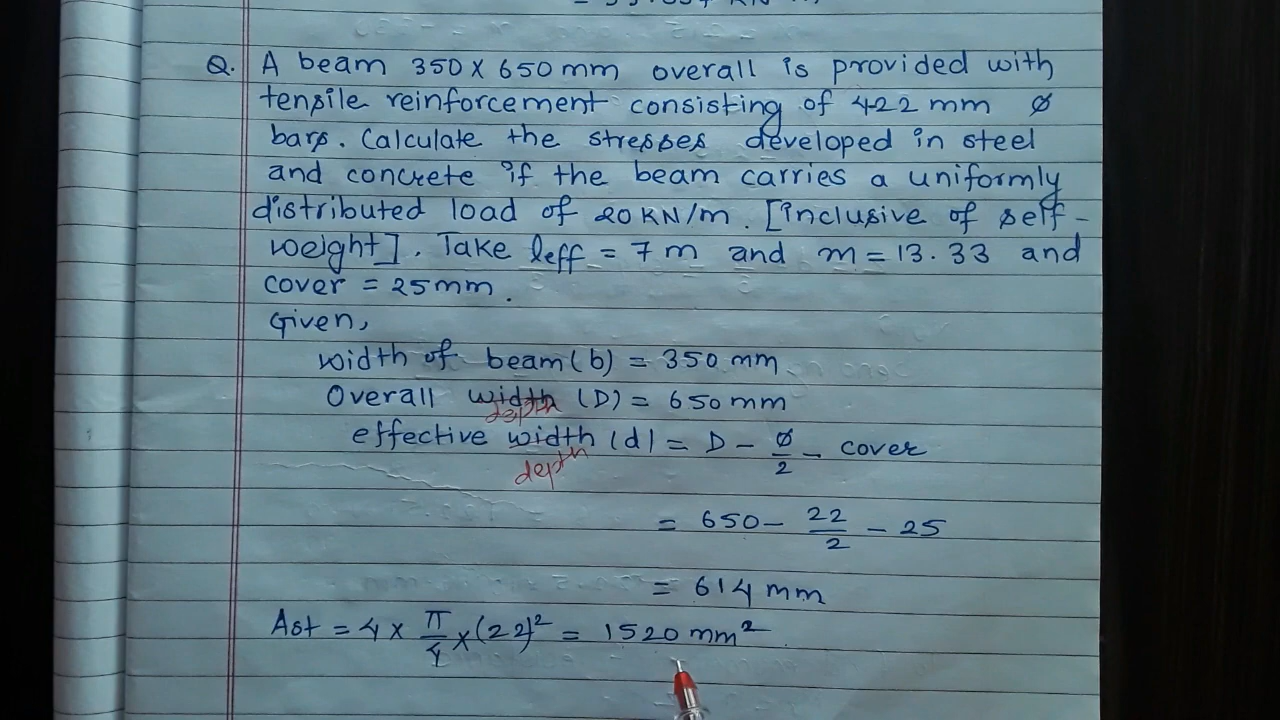 Q. A beam 350 X 650 mm overall is provided with
tensile reinforcement consisting of 4-22 mm ϕ
bars. Calculate the stresses developed in steel
and concrete if the beam carries a uniformly
distributed load of 20 KN/m. [inclusive of self-
weight]. Take leff = 7 m and m = 13.33 and
cover = 25 mm.
Given,
width of beam (b) = 350 mm
Overall width (D) = 650 mm
depth
effective width (d) = D - ϕ/2 - cover
depth
= 650 - 22/2 - 25
= 614 mm
Ast = 4 x π/4 x (22)² = 1520 mm²